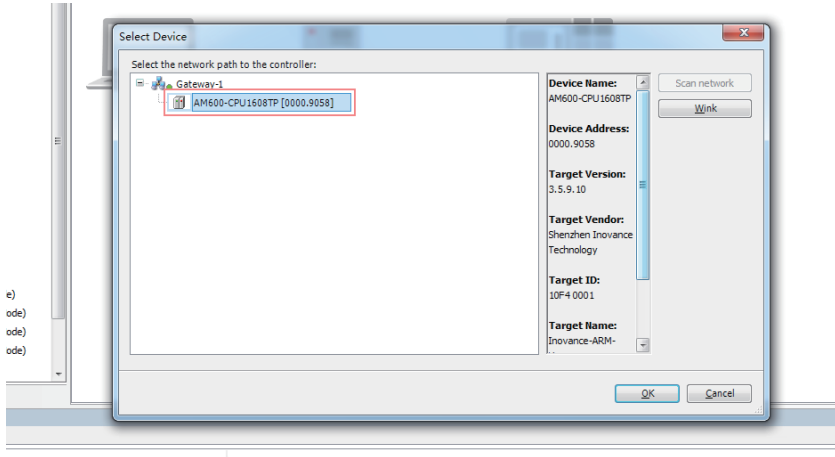 Select Device
Select the network path to the controller:
Gateway-1
AM600-CPU1608TP [0000.9058]
Device Name:
AM600-CPU1608TP
Device Address:
0000.9058
Target Version:
3.5.9.10
Target Vendor:
Shenzhen Inovance
Technology
Target ID:
10F4 0001
Target Name:
Inovance-ARM-
Scan network
Wink
OK
Cancel
e)
ode)
ode)
ode)